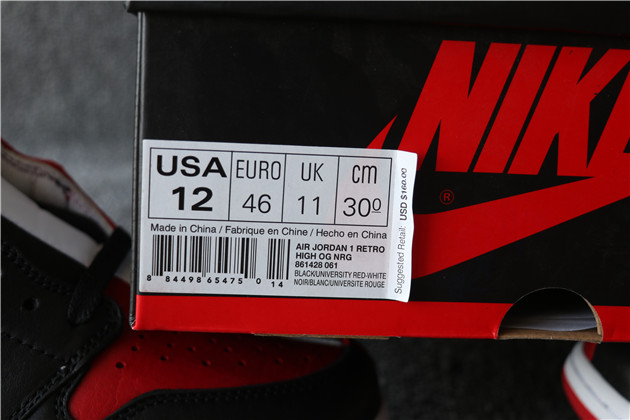 NIKE
®
USA EURO UK cm
12 46 11 30º
Made in China / Fabrique en Chine / Hecho en China
AIR JORDAN 1 RETRO
HIGH OG NRG
861428 061
BLACK/UNIVERSITY RED-WHITE
NOIR/BLANC/UNIVERSITE ROUGE
8 84498 65475 0 14
Suggested Retail: USD $160.00